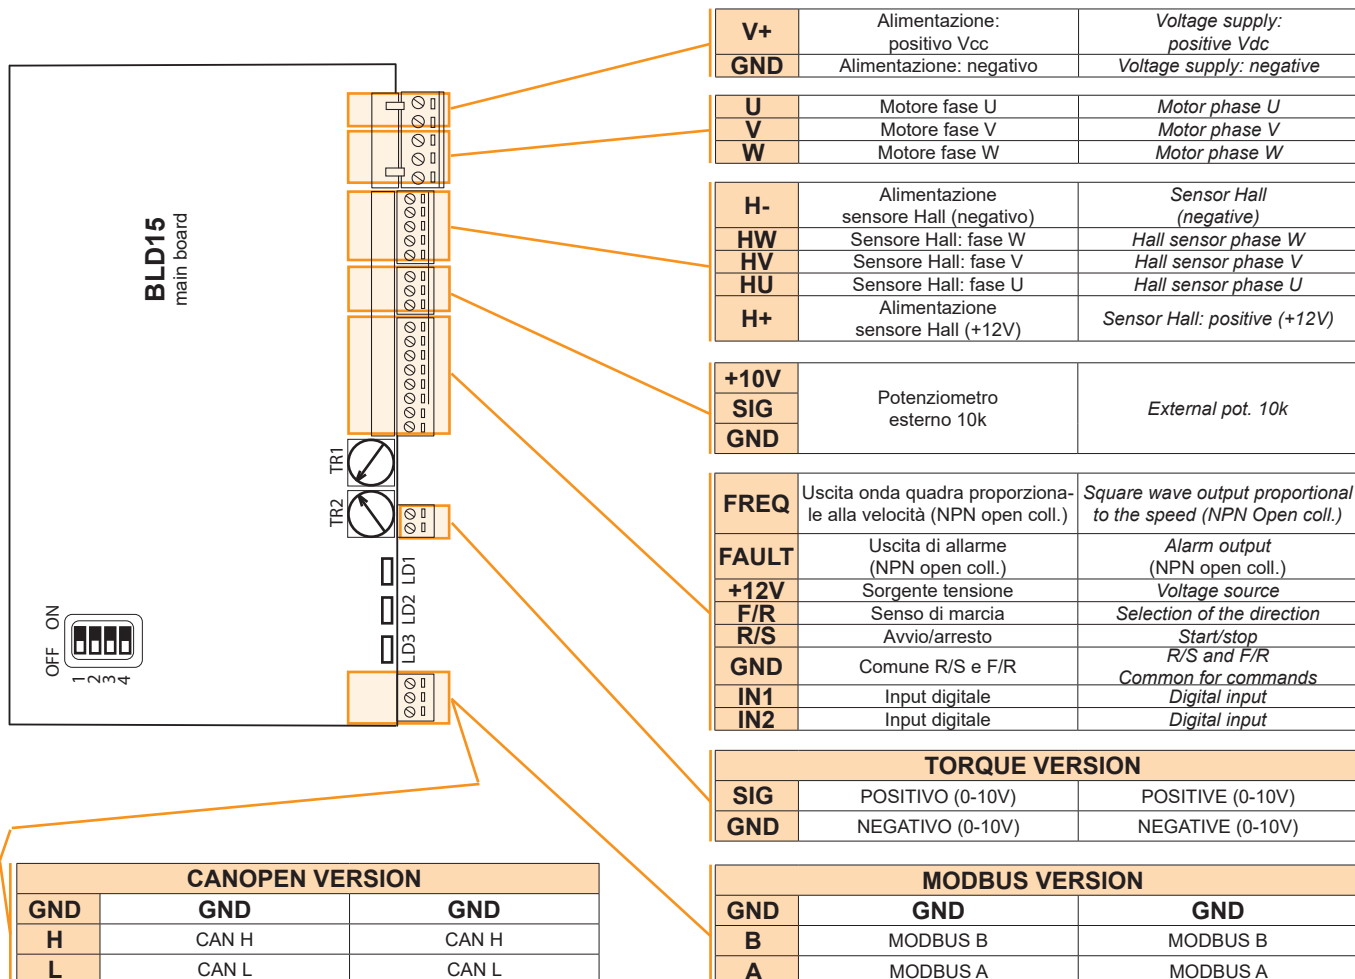 V+ Alimentazione: Voltage supply:
positivo Vcc positive Vdc
GND Alimentazione: negativo Voltage supply: negative
U Motore fase U Motor phase U
V Motore fase V Motor phase V
W Motore fase W Motor phase W
H- Alimentazione Sensor Hall
sensore Hall (negativo) (negative)
HW Sensore Hall: fase W Hall sensor phase W
HV Sensore Hall: fase V Hall sensor phase V
HU Sensore Hall: fase U Hall sensor phase U
H+ Alimentazione Sensor Hall: positive (+12V)
sensore Hall (+12V)
+10V
SIG Potenziometro External pot. 10k
esterno 10k
GND
FREQ Uscita onda quadra proporziona- Square wave output proportional
le alla velocità (NPN open coll.) to the speed (NPN Open coll.)
FAULT Uscita di allarme Alarm output
(NPN open coll.) (NPN open coll.)
+12V Sorgente tensione Voltage source
F/R Senso di marcia Selection of the direction
R/S Avvio/arresto Start/stop
GND Comune R/S e F/R R/S and F/R
Common for commands
IN1 Input digitale Digital input
IN2 Input digitale Digital input
TORQUE VERSION
SIG POSITIVO (0-10V) POSITIVE (0-10V)
GND NEGATIVO (0-10V) NEGATIVE (0-10V)
MODBUS VERSION
GND GND GND
B MODBUS B MODBUS B
A MODBUS A MODBUS A
CANOPEN VERSION
GND GND GND
H CAN H CAN H
L CAN L CAN L
BLD15
main board
TR1
TR2
LD1
LD2
LD3
OFF ON
1
2
3
4